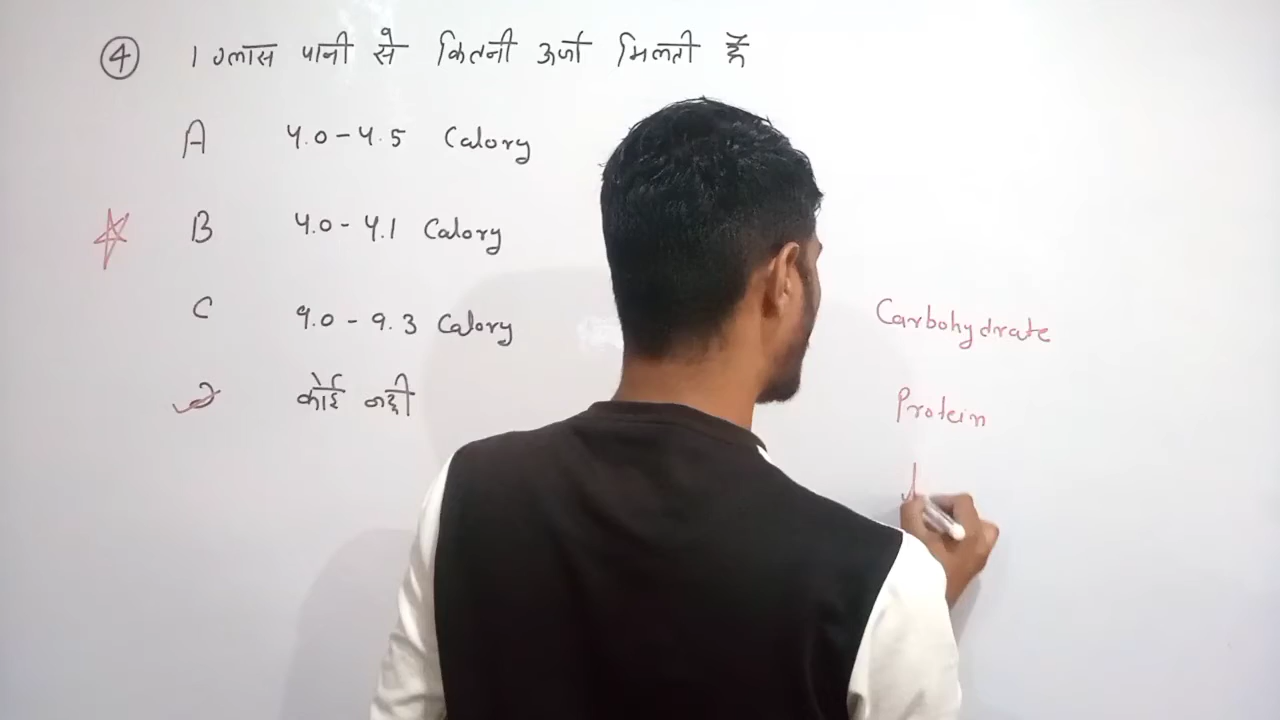 ④ 1 ग्लास पानी से कितनी ऊर्जा मिलती है
A 4.0-4.5 Calory
B 4.0-4.1 Calory
C 9.0-9.3 Calory
कोई नही
Carbohydrate
Protein